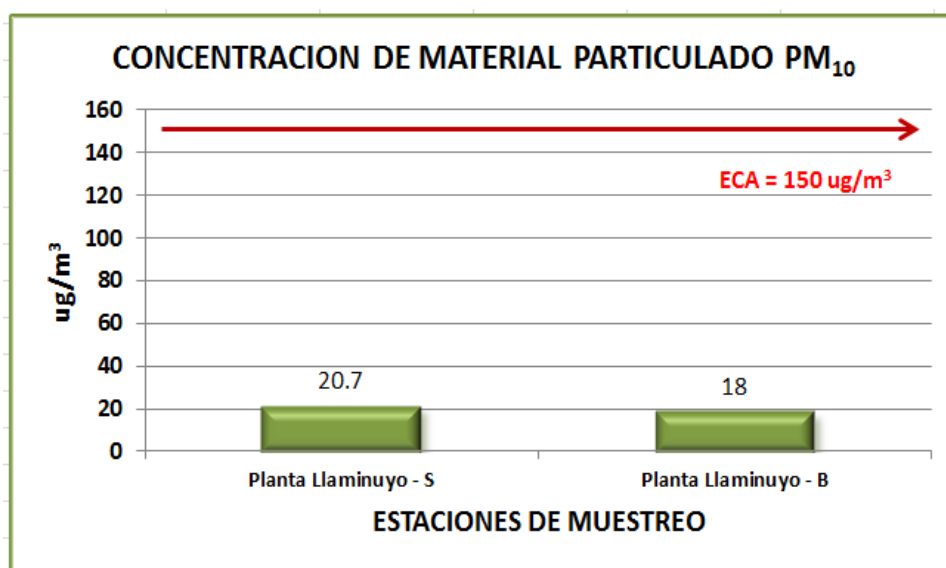 CONCENTRACION DE MATERIAL PARTICULADO PM₁₀
160
140
ECA = 150 ug/m³
120
100
80
60
40
20
0
ug/m³
20.7
18
Planta Llaminuyo - S
Planta Llaminuyo - B
ESTACIONES DE MUESTREO